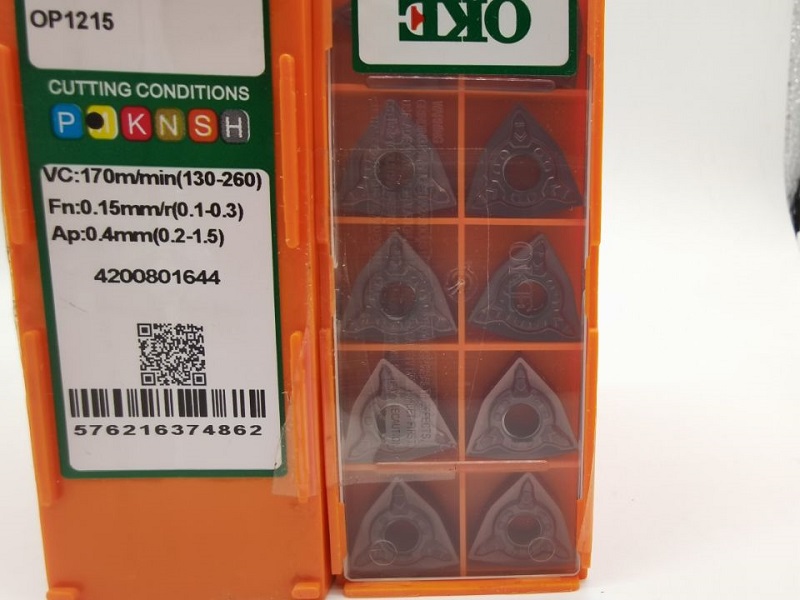 OP1215
CUTTING CONDITIONS
P K N S H
VC:170m/min(130-260)
Fn:0.15mm/r(0.1-0.3)
Ap:0.4mm(0.2-1.5)
4200801644
576216374862
OKE